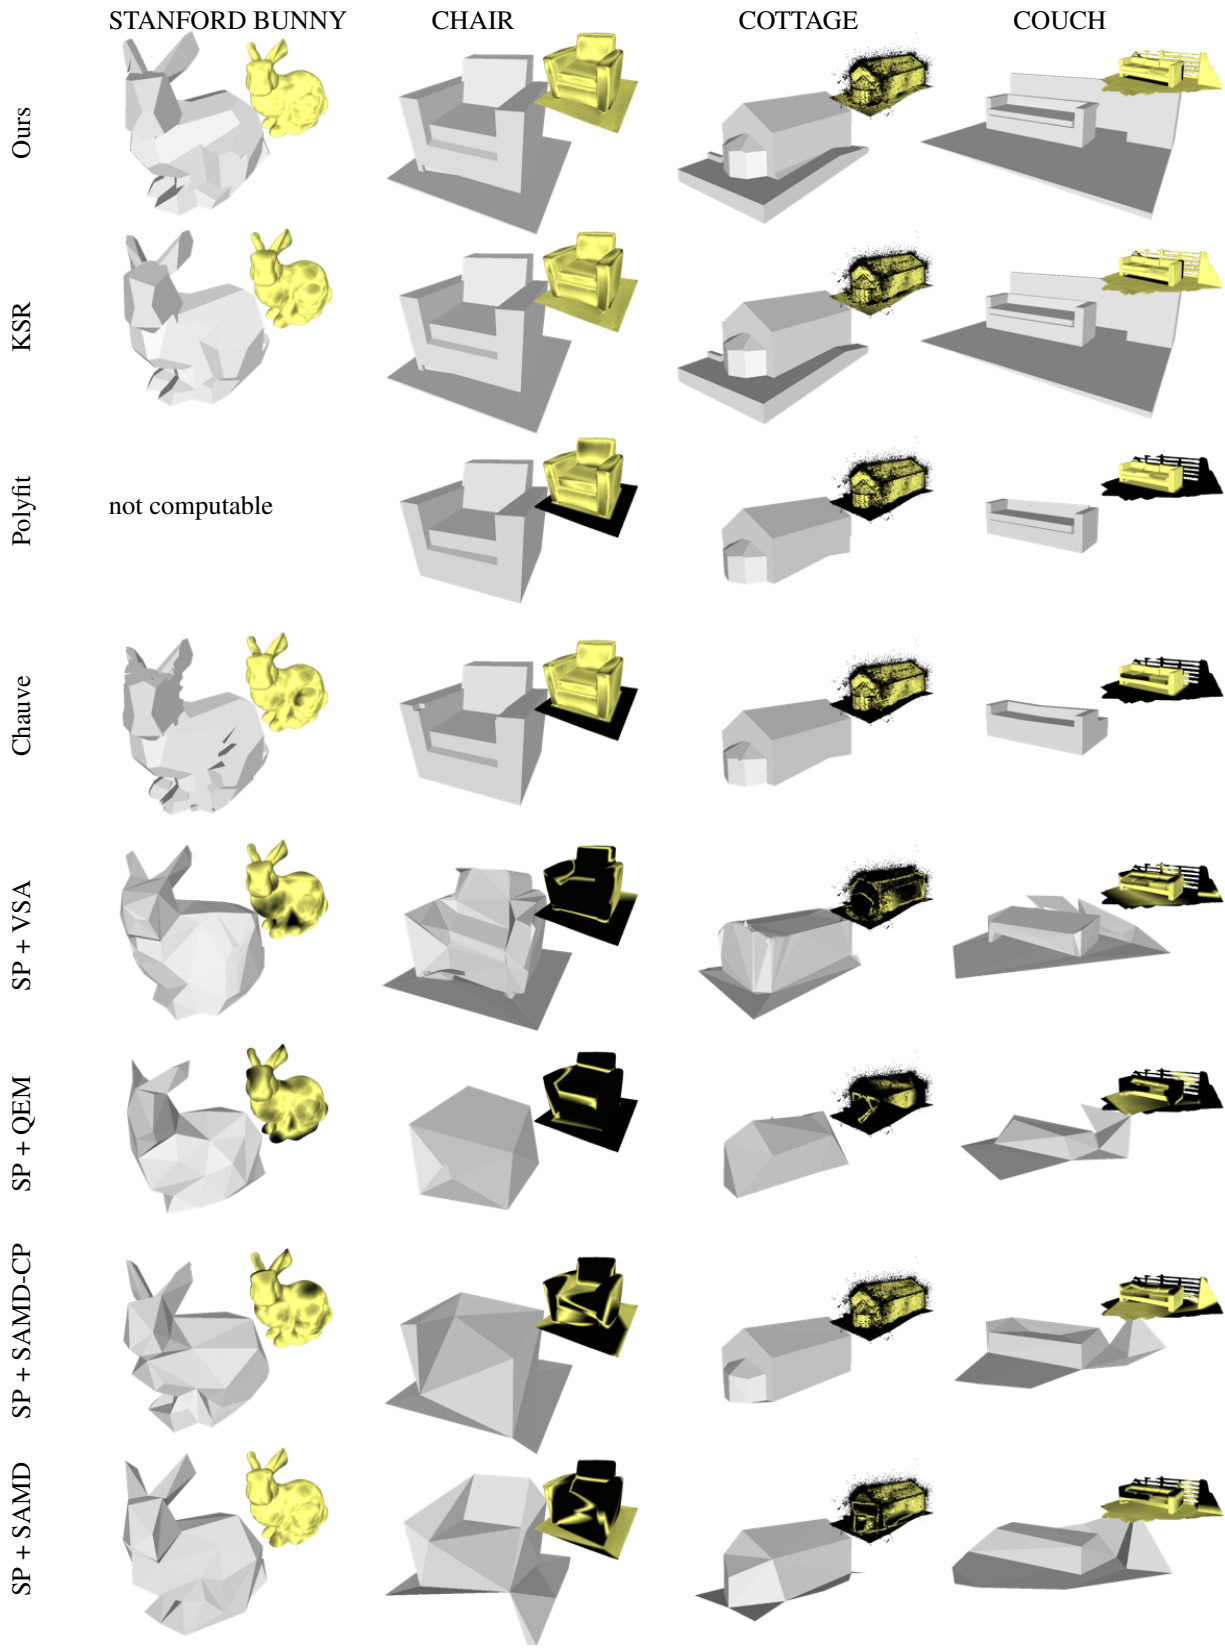 STANFORD BUNNY CHAIR COTTAGE COUCH
Ours
KSR
Polyfit
not computable
Chauve
SP + VSA
SP + QEM
SP + SAMD-CP
SP + SAMD